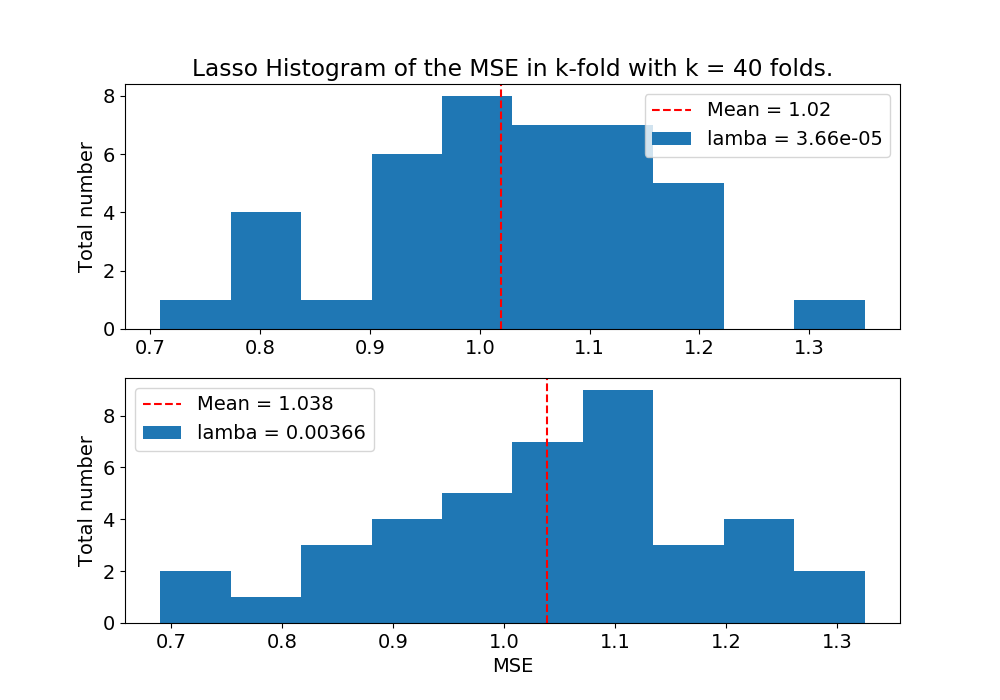 Lasso Histogram of the MSE in k-fold with k = 40 folds.
8
6
4
2
0
Total number
Mean = 1.02
lamba = 3.66e-05
0.7 0.8 0.9 1.0 1.1 1.2 1.3
8
6
4
2
0
Total number
Mean = 1.038
lamba = 0.00366
0.7 0.8 0.9 1.0 1.1 1.2 1.3
MSE